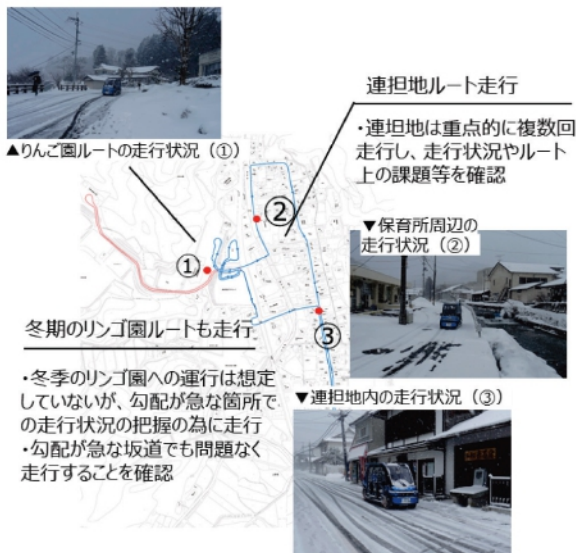 ▲りんご園ルートの走行状況（①）
連担地ルート走行
・連坦地は重点的に複数回
走行し、走行状況やルート
上の課題等を確認
②
①
③
▼保育所周辺の
走行状況（②）
冬期のリンゴ園ルートも走行
・冬季のリンゴ園への運行は想定
していないが、勾配が急な箇所で
の走行状況の把握の為に走行
・勾配が急な坂道でも問題なく
走行することを確認
▼連担地内の走行状況（③）